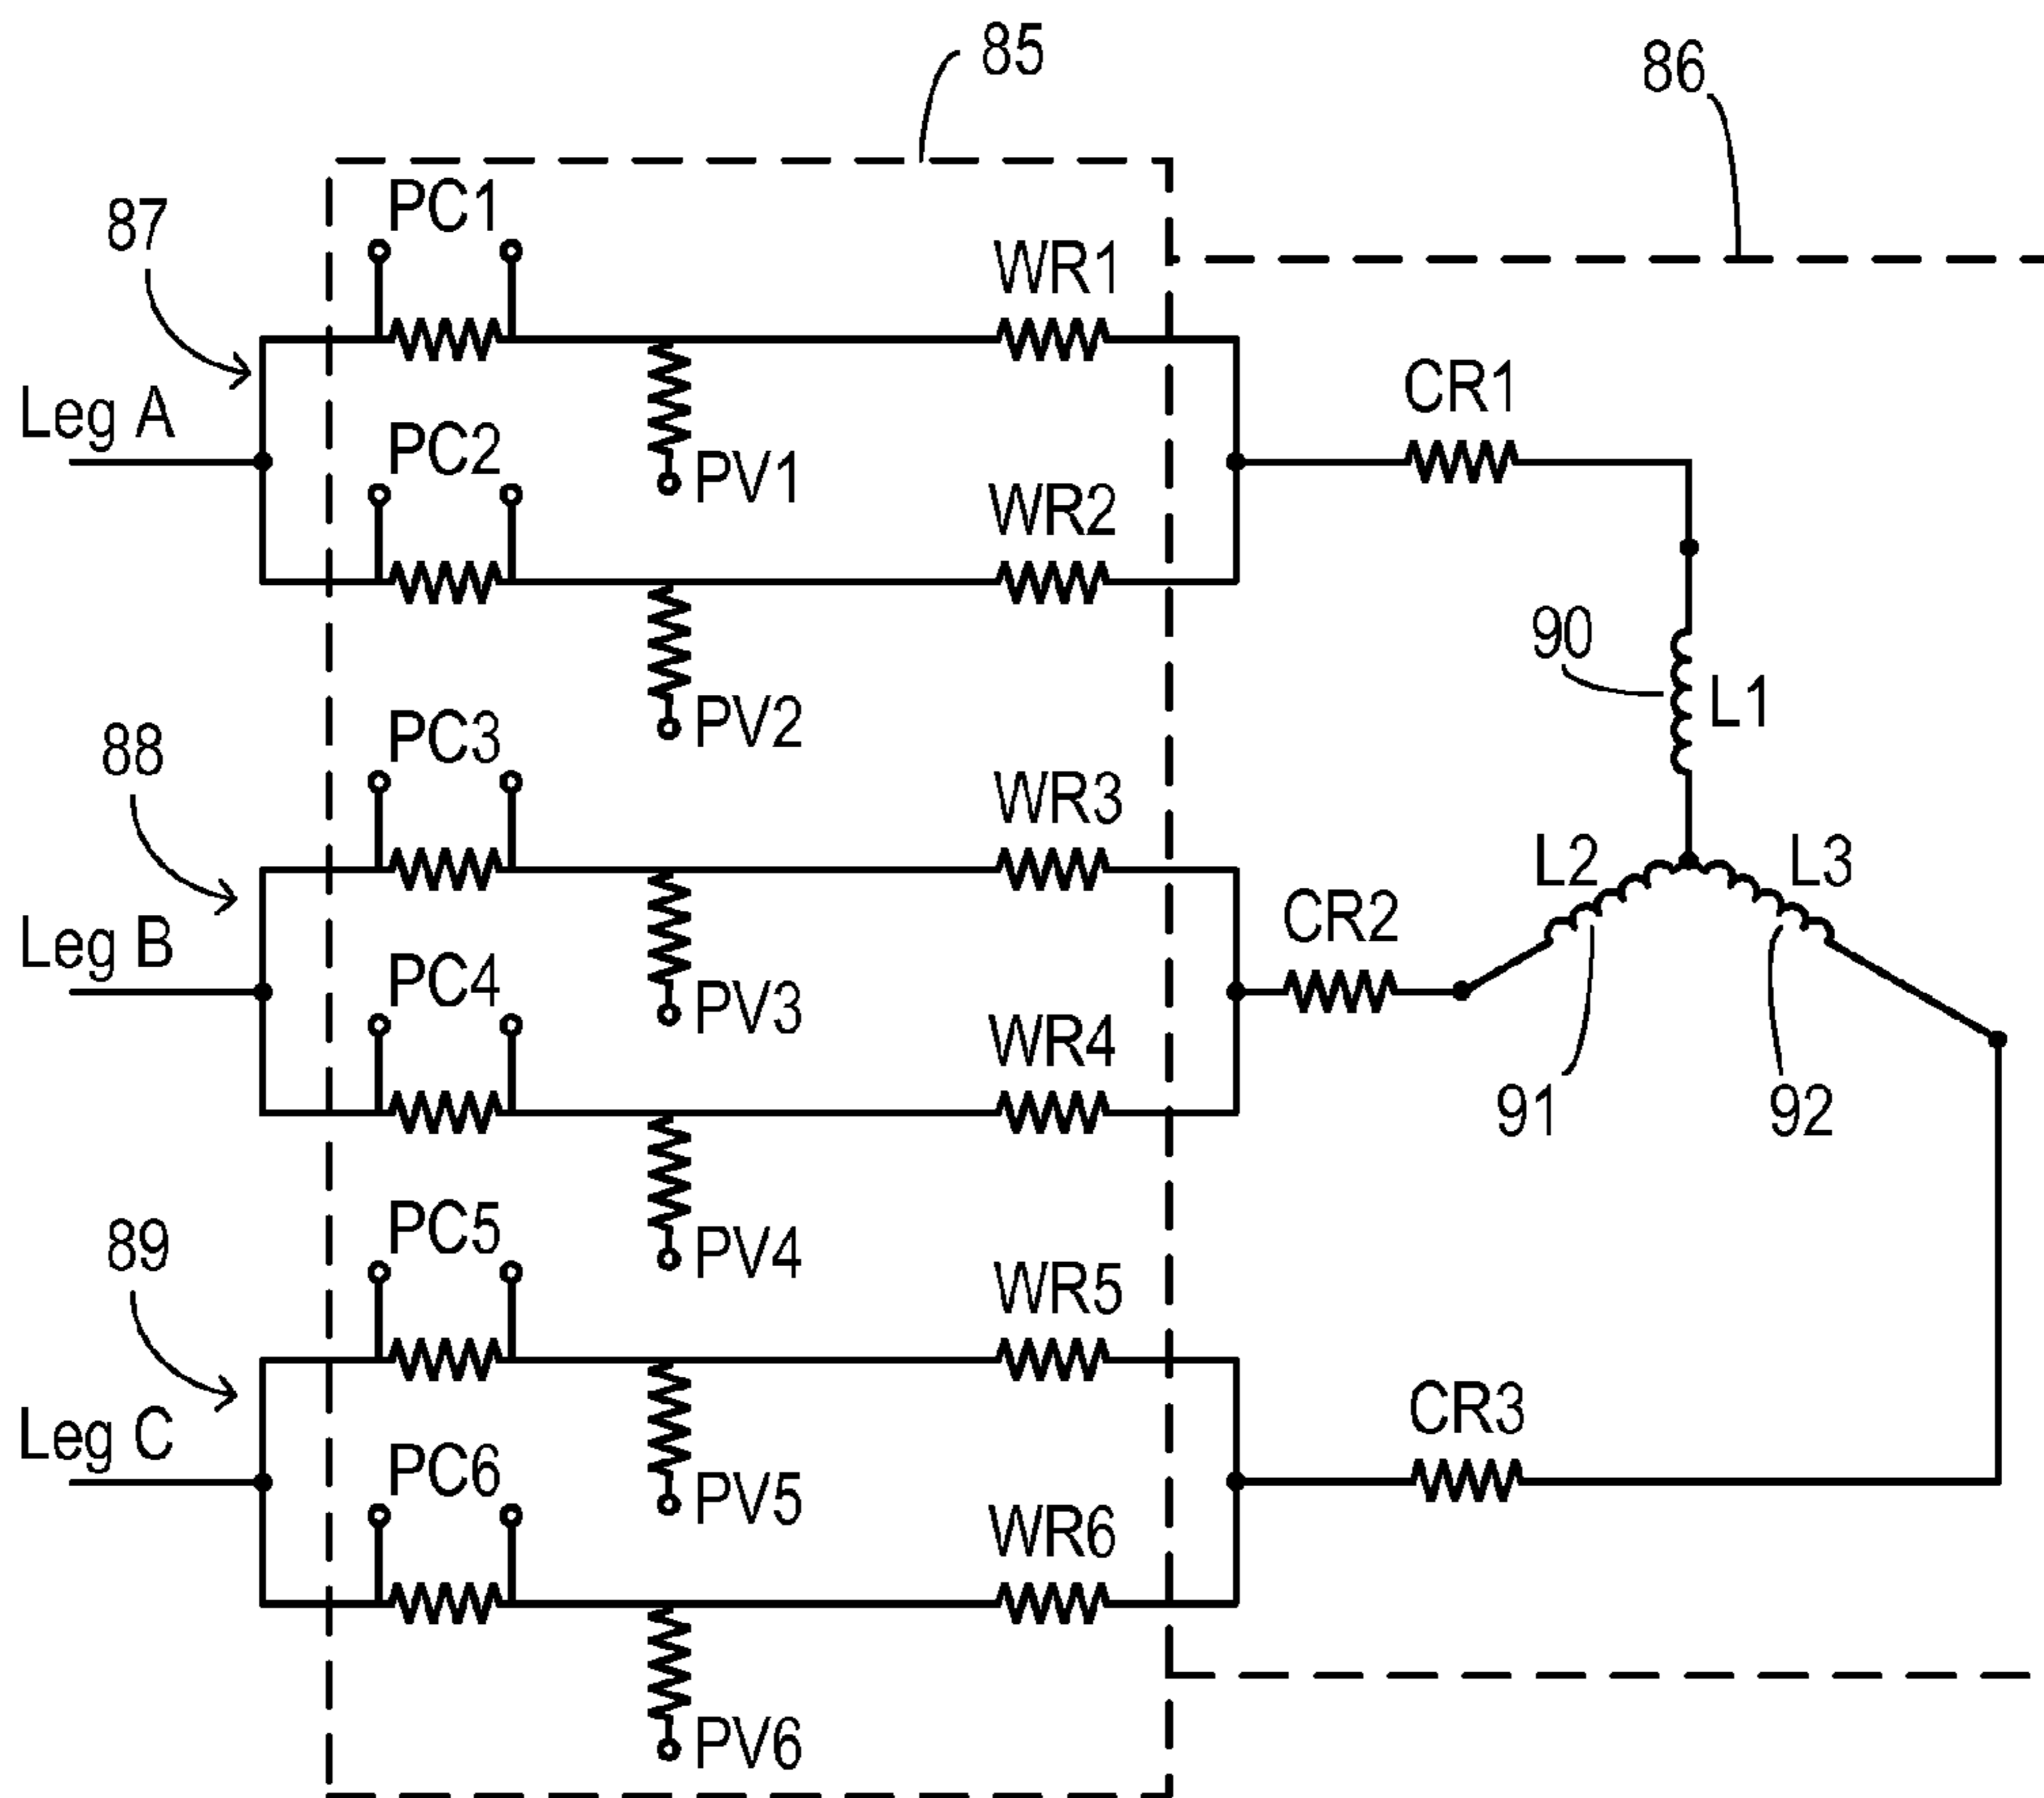 85
86
87
PC1
WR1
CR1
Leg A
PC2
PV1
WR2
90
L1
PV2
PC3
88
WR3
L2
L3
CR2
Leg B
PC4
PV3
WR4
91
92
PC5
89
PV4
WR5
CR3
Leg C
PC6
PV5
WR6
PV6